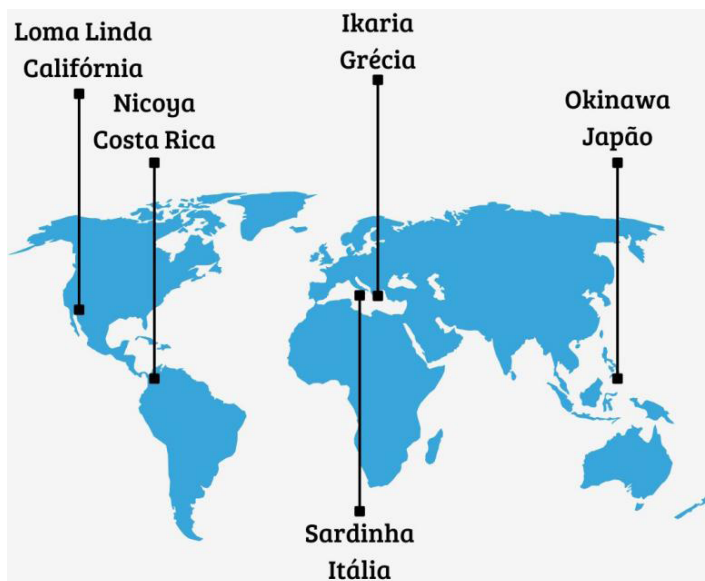 Loma Linda
Califórnia
Nicoya
Costa Rica
Ikaria
Grécia
Okinawa
Japão
Sardinha
Itália